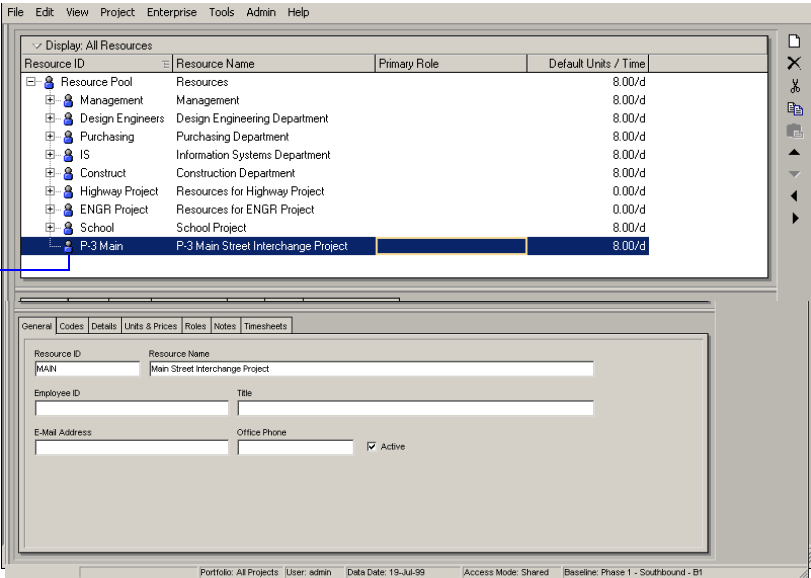 File Edit View Project Enterprise Tools Admin Help
Display: All Resources
Resource ID Resource Name Primary Role Default Units / Time
Resource Pool Resources 8.00/d
Management Management 8.00/d
Design Engineers Design Engineering Department 8.00/d
Purchasing Purchasing Department 8.00/d
IS Information Systems Department 8.00/d
Construct Construction Department 8.00/d
Highway Project Resources for Highway Project 0.00/d
ENGR Project Resources for ENGR Project 0.00/d
School School Project 8.00/d
P-3 Main P-3 Main Street Interchange Project 8.00/d
General Codes Details Units & Prices Roles Notes Timesheets
Resource ID Resource Name
MAIN Main Street Interchange Project
Employee ID Title
E-Mail Address Office Phone
Active
Portfolio: All Projects User: admin Data Date: 19-Jul-99 Access Mode: Shared Baseline: Phase 1 - Southbound - B1